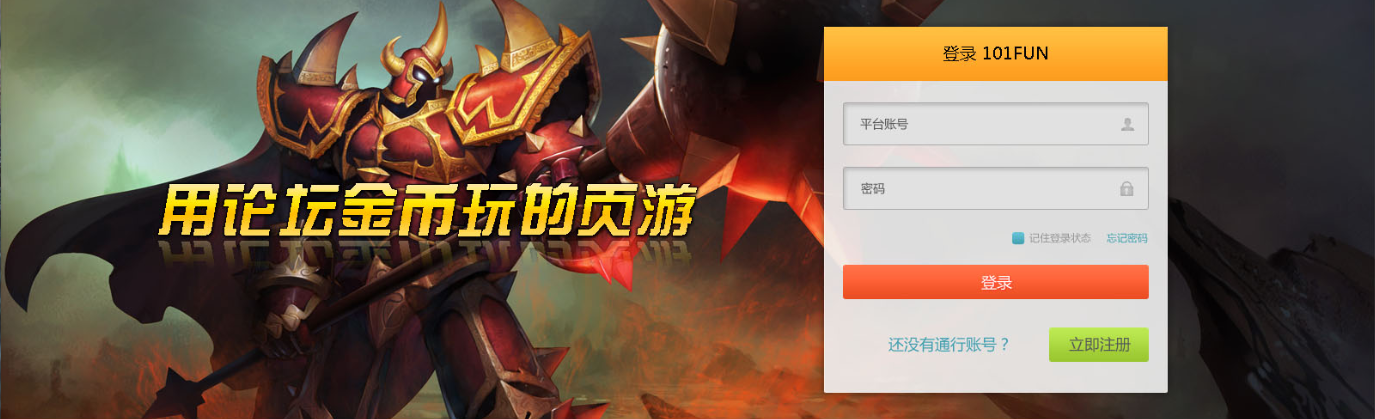 用论坛金币玩的页游
登录 101FUN
平台账号
密码
记住登录状态 忘记密码
登录
还没有通行账号？ 立即注册